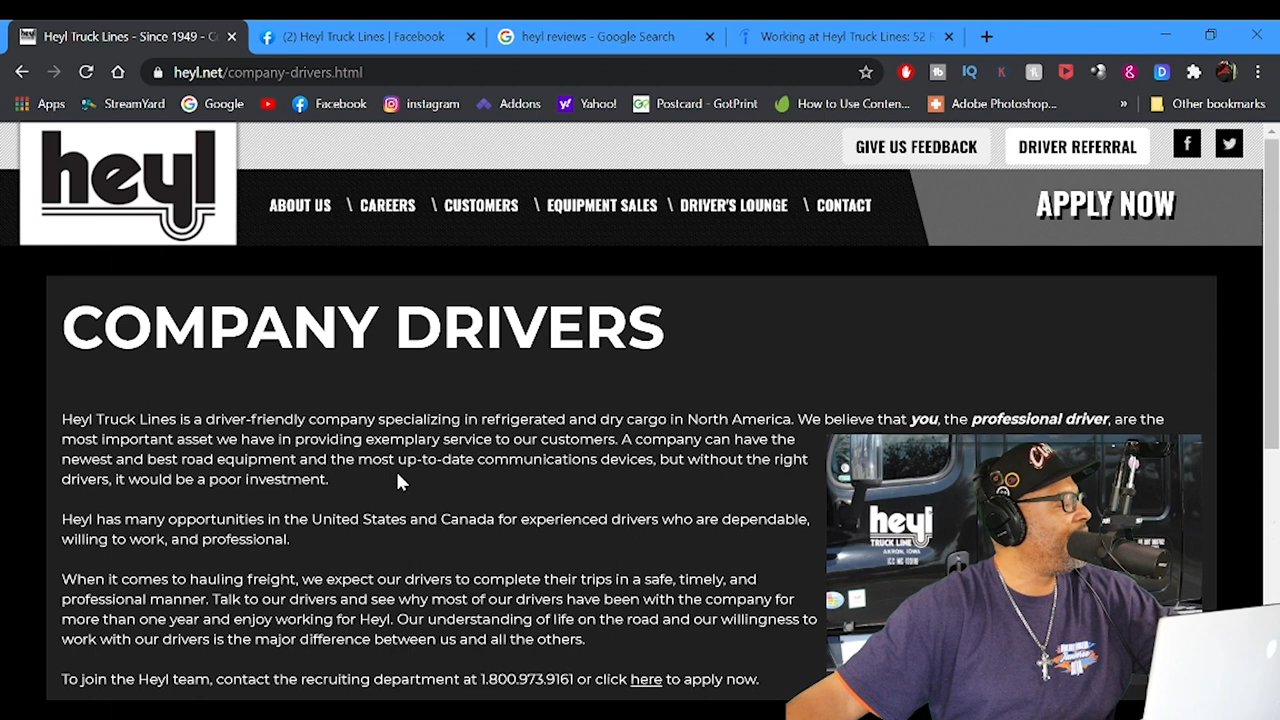 Heyl Truck Lines - Since 1949 - C
(2) Heyl Truck Lines | Facebook
heyl reviews - Google Search
Working at Heyl Truck Lines: 52 R
heyl.net/company-drivers.html
Apps
StreamYard
Google
Facebook
instagram
Addons
Yahoo!
Postcard - GotPrint
How to Use Conten...
Adobe Photoshop...
»
Other bookmarks
heyl
GIVE US FEEDBACK
DRIVER REFERRAL
ABOUT US \ CAREERS \ CUSTOMERS \ EQUIPMENT SALES \ DRIVER'S LOUNGE \ CONTACT
APPLY NOW
COMPANY DRIVERS
Heyl Truck Lines is a driver-friendly company specializing in refrigerated and dry cargo in North America. We believe that you, the professional driver, are the
most important asset we have in providing exemplary service to our customers. A company can have the
newest and best road equipment and the most up-to-date communications devices, but without the right
drivers, it would be a poor investment.
Heyl has many opportunities in the United States and Canada for experienced drivers who are dependable,
willing to work, and professional.
When it comes to hauling freight, we expect our drivers to complete their trips in a safe, timely, and
professional manner. Talk to our drivers and see why most of our drivers have been with the company for
more than one year and enjoy working for Heyl. Our understanding of life on the road and our willingness to
work with our drivers is the major difference between us and all the others.
To join the Heyl team, contact the recruiting department at 1.800.973.9161 or click here to apply now.
heyl
TRUCK LINE
AKRON, IOWA